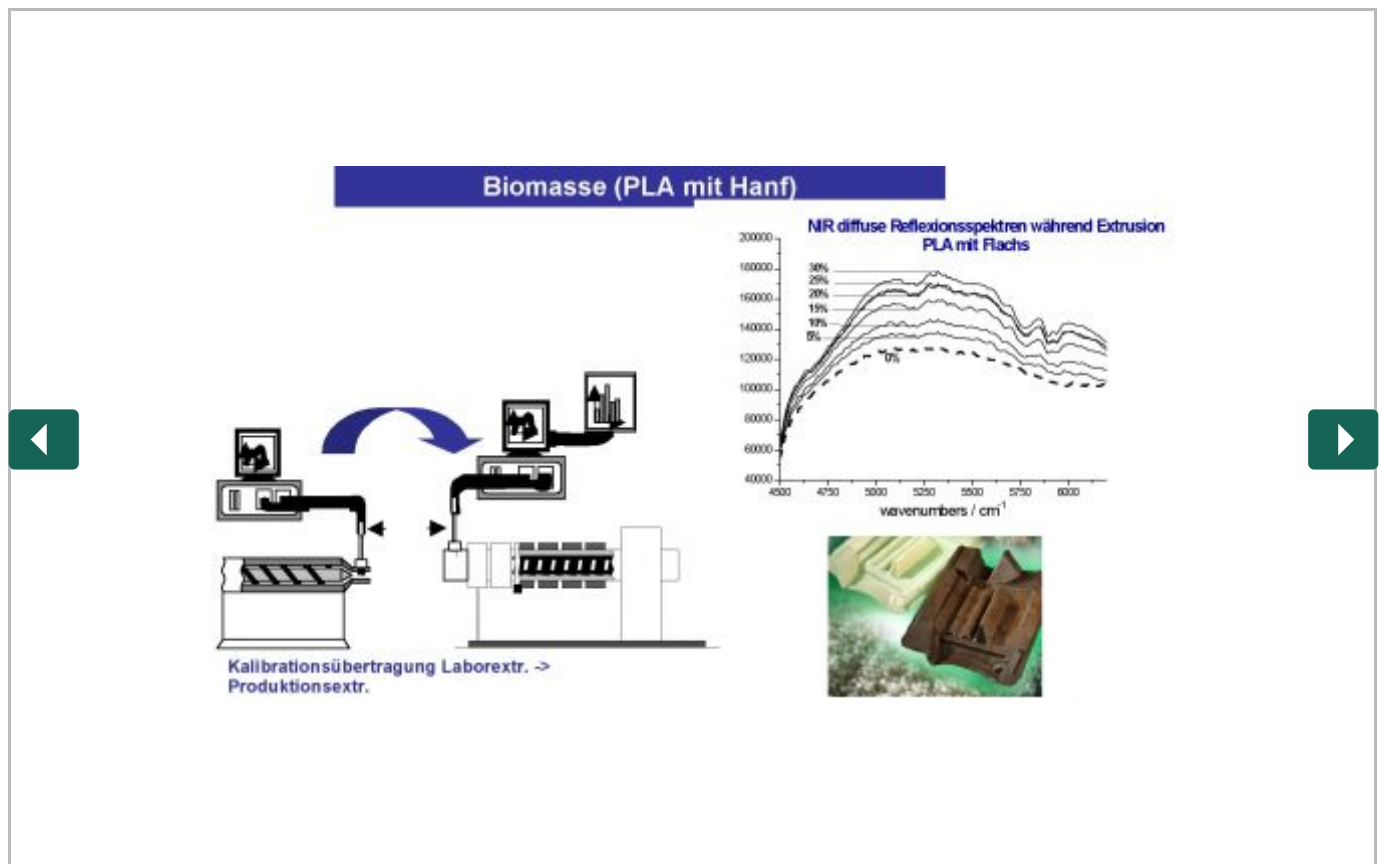 Biomasse (PLA mit Hanf)
NIR diffuse Reflexionsspektren während Extrusion
PLA mit Flachs
200000
180000
160000
140000
120000
100000
80000
60000
40000
30%
25%
20%
15%
10%
5%
0%
4500 4750 5000 5250 5500 5750 6000
wavenumbers / cm⁻¹
Kalibrationsübertragung Laborextr. ->
Produktionsextr.